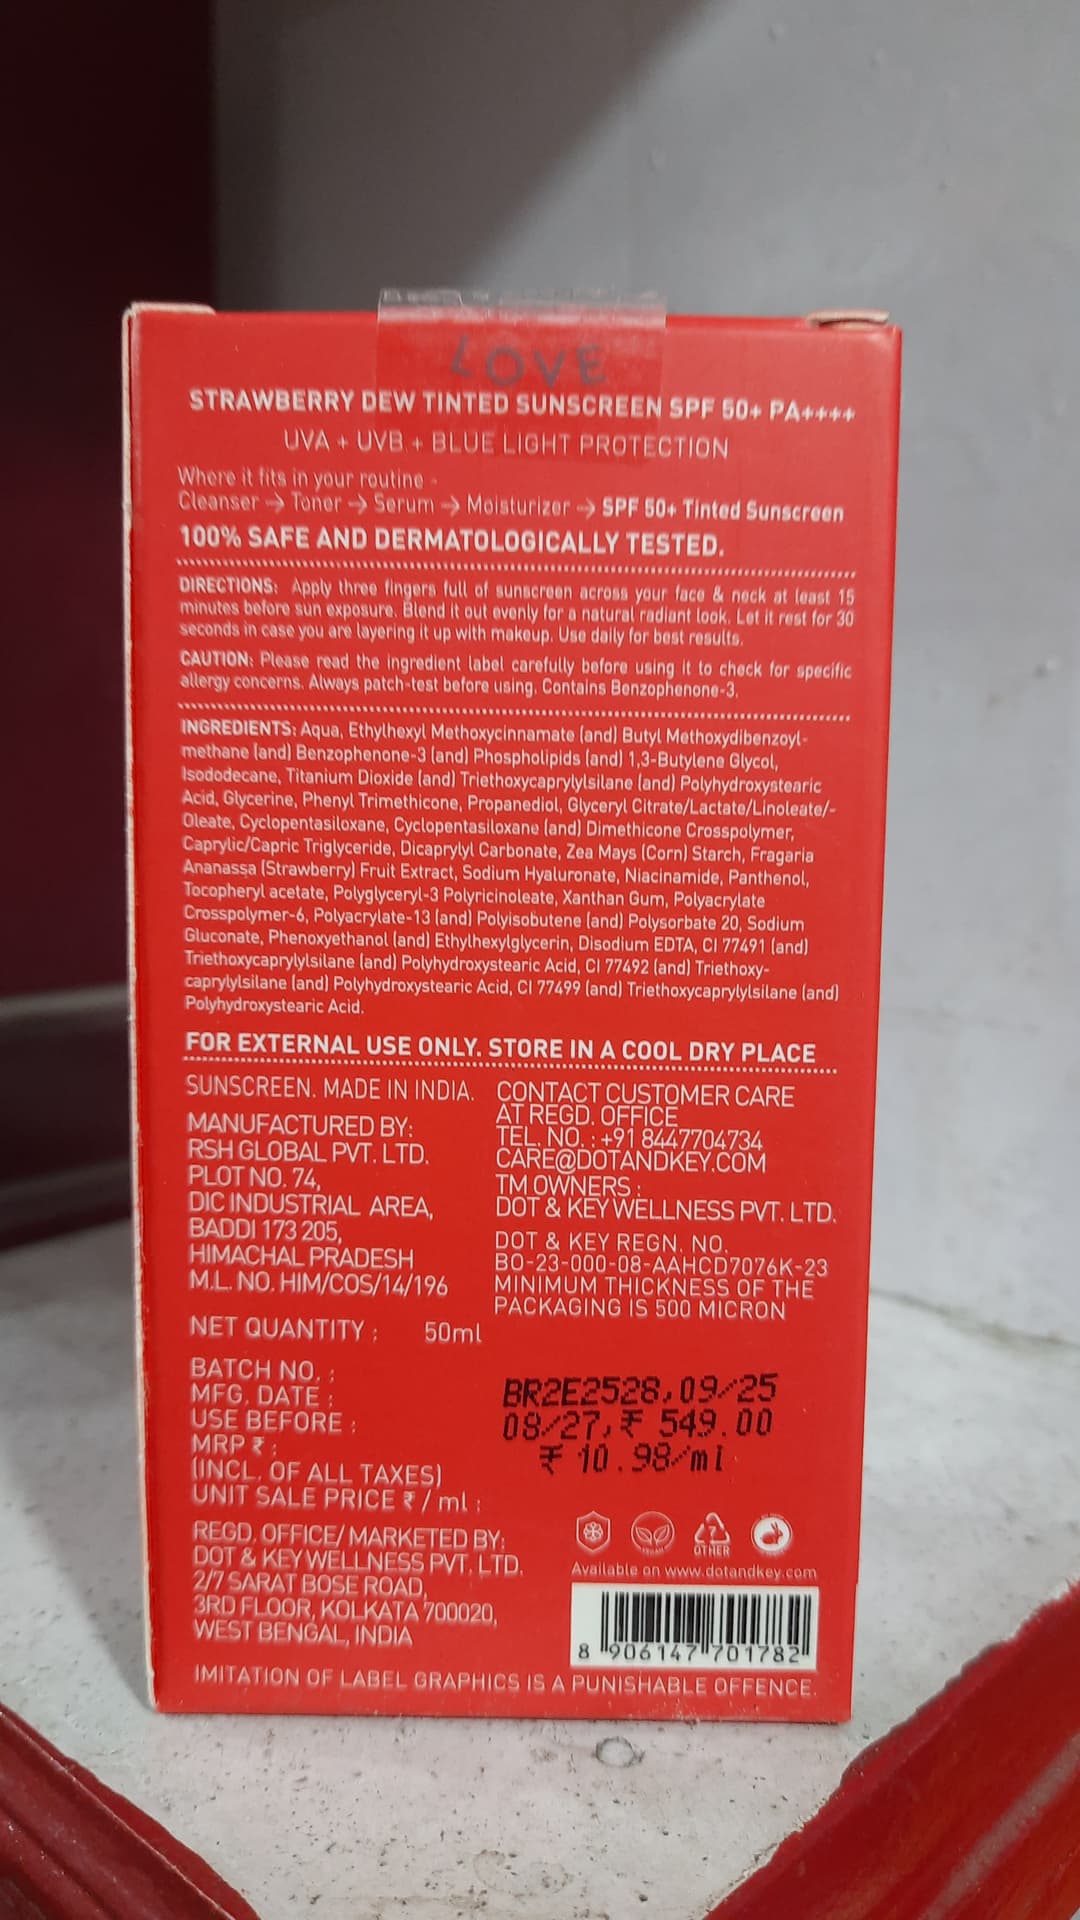 LOVE
STRAWBERRY DEW TINTED SUNSCREEN SPF 50+ PA++++
UVA + UVB + BLUE LIGHT PROTECTION
Where it fits in your routine -
Cleanser → Toner → Serum → Moisturizer → SPF 50+ Tinted Sunscreen
100% SAFE AND DERMATOLOGICALLY TESTED.
DIRECTIONS: Apply three fingers full of sunscreen across your face & neck at least 15
minutes before sun exposure. Blend it out evenly for a natural radiant look. Let it rest for 30
seconds in case you are layering it up with makeup. Use daily for best results.
CAUTION: Please read the ingredient label carefully before using it to check for specific
allergy concerns. Always patch-test before using. Contains Benzophenone-3.
INGREDIENTS: Aqua, Ethylhexyl Methoxycinnamate (and) Butyl Methoxydibenzoyl-
methane (and) Benzophenone-3 (and) Phospholipids (and) 1,3-Butylene Glycol,
Isododecane, Titanium Dioxide (and) Triethoxycaprylylsilane (and) Polyhydroxystearic
Acid, Glycerine, Phenyl Trimethicone, Propanediol, Glyceryl Citrate/Lactate/Linoleate/-
Oleate, Cyclopentasiloxane, Cyclopentasiloxane (and) Dimethicone Crosspolymer,
Caprylic/Capric Triglyceride, Dicaprylyl Carbonate, Zea Mays (Corn) Starch, Fragaria
Ananassa (Strawberry) Fruit Extract, Sodium Hyaluronate, Niacinamide, Panthenol,
Tocopheryl acetate, Polyglyceryl-3 Polyricinoleate, Xanthan Gum, Polyacrylate
Crosspolymer-6, Polyacrylate-13 (and) Polyisobutene (and) Polysorbate 20, Sodium
Gluconate, Phenoxyethanol (and) Ethylhexylglycerin, Disodium EDTA, CI 77491 (and)
Triethoxycaprylylsilane (and) Polyhydroxystearic Acid, CI 77492 (and) Triethoxy-
caprylylsilane (and) Polyhydroxystearic Acid, CI 77499 (and) Triethoxycaprylylsilane (and)
Polyhydroxystearic Acid.
FOR EXTERNAL USE ONLY. STORE IN A COOL DRY PLACE
SUNSCREEN. MADE IN INDIA.
MANUFACTURED BY:
RSH GLOBAL PVT. LTD.
PLOT NO. 74,
DIC INDUSTRIAL AREA,
BADDI 173 205,
HIMACHAL PRADESH
M.L. NO. HIM/COS/14/196
NET QUANTITY : 50ml
CONTACT CUSTOMER CARE
AT REGD. OFFICE
TEL. NO. : +91 8447704734
CARE@DOTANDKEY.COM
TM OWNERS :
DOT & KEY WELLNESS PVT. LTD.
DOT & KEY REGN. NO.
BO-23-000-08-AAHCD7076K-23
MINIMUM THICKNESS OF THE
PACKAGING IS 500 MICRON
BATCH NO. :
MFG. DATE :
USE BEFORE :
MRP ₹ :
(INCL. OF ALL TAXES)
UNIT SALE PRICE ₹ / ml :
BR2E2528,09/25
08/27,₹ 549.00
₹ 10.98/ml
REGD. OFFICE/ MARKETED BY:
DOT & KEY WELLNESS PVT. LTD.
2/7 SARAT BOSE ROAD,
3RD FLOOR, KOLKATA 700020,
WEST BENGAL, INDIA
7
OTHER
Available on www.dotandkey.com
8 906147 701782
IMITATION OF LABEL GRAPHICS IS A PUNISHABLE OFFENCE.